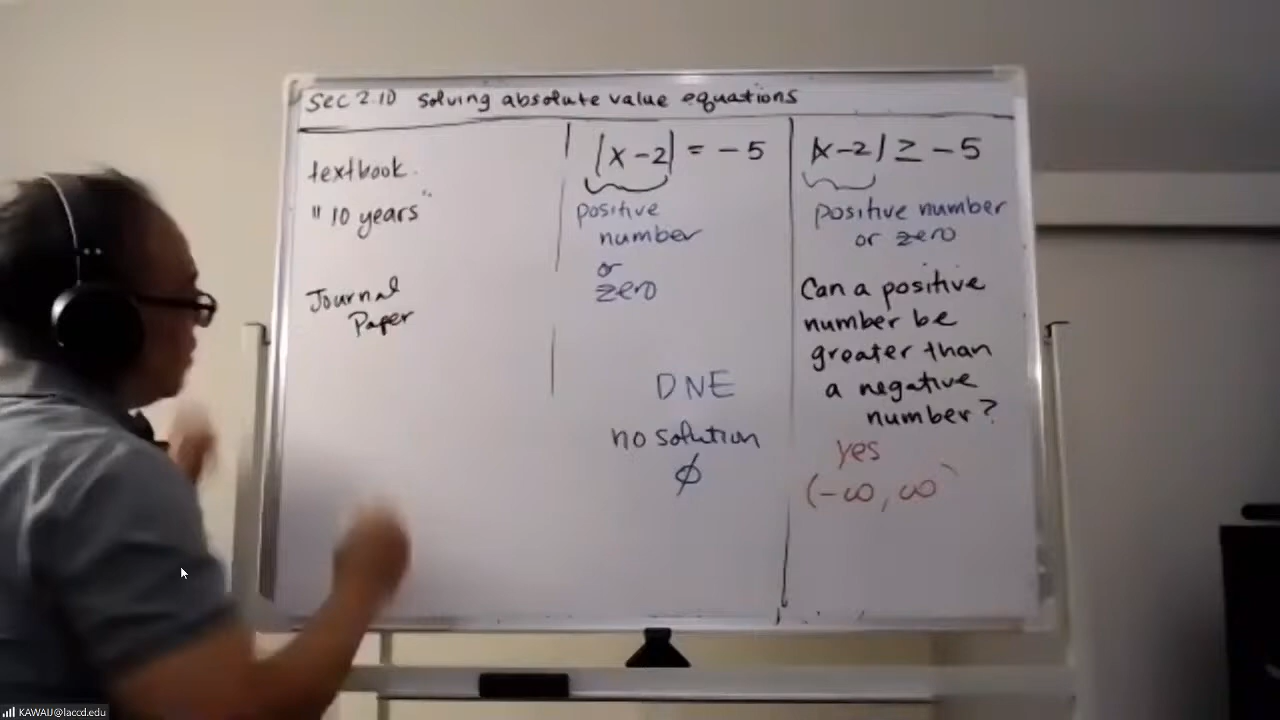 Sec 2.10 Solving absolute value equations
textbook.
"10 years"
Journal
Paper
|x-2| = -5
positive
number
or
zero
DNE
no solution
∅
|x-2| ≥ -5
positive number
or zero
Can a positive
number be
greater than
a negative
number?
yes
(-∞, ∞)
KAWAIJ@laccd.edu